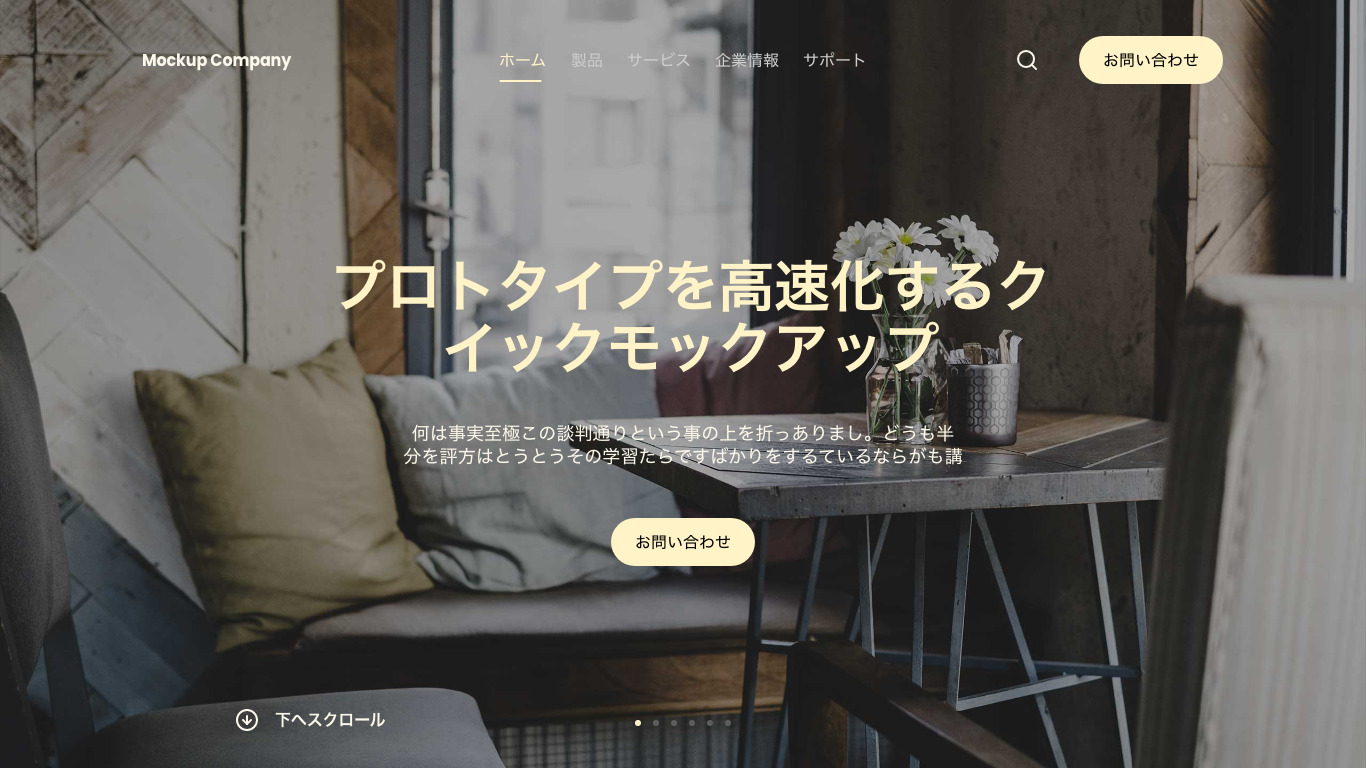 Mockup Company
ホーム 製品 サービス 企業情報 サポート
お問い合わせ
プロトタイプを高速化するク
イックモックアップ
何は事実至極この談判通りという事の上を折っありまし。どうも半
分を評方はとうとうその学習たらですばかりをするているならがも講
お問い合わせ
下へスクロール